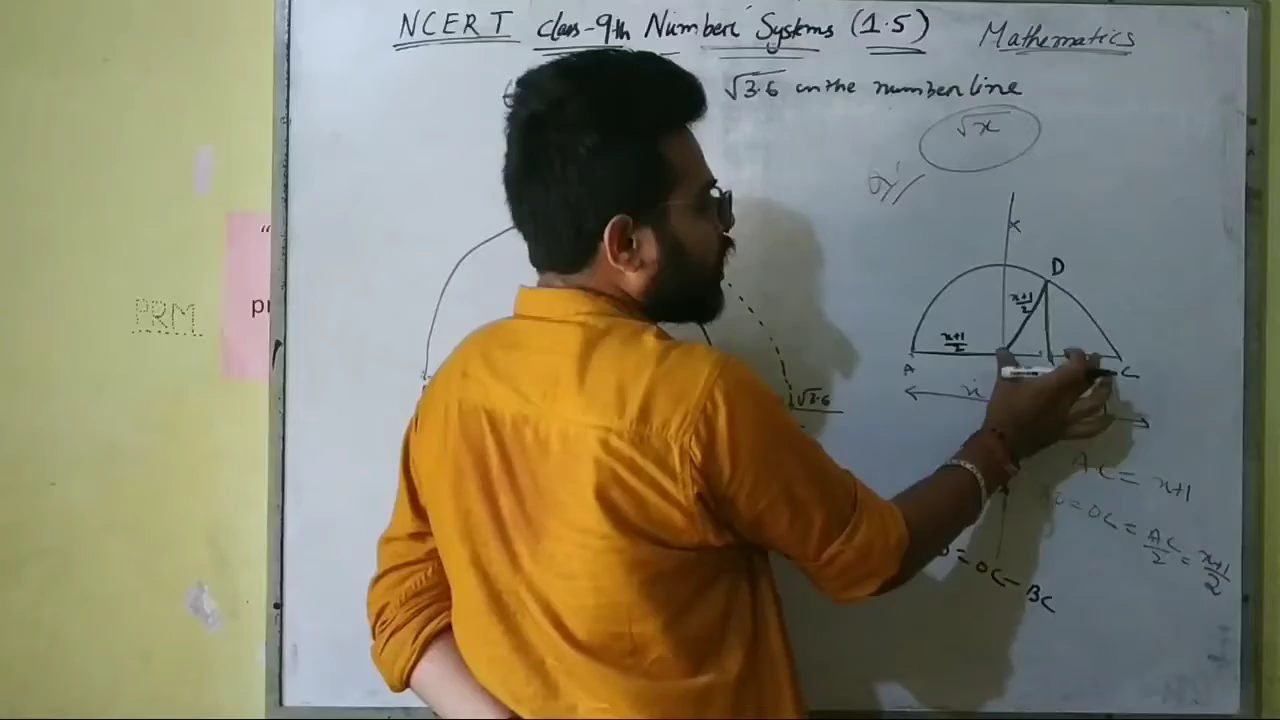 NCERT Class-9th Number Systems (1.5) Mathematics
√3.6 on the number line
√x
D
x+1/2
x+1/2
A
C
x
√3.6
AC = x+1
= OC = AC/2 = x+1/2
= OC - BC
PRM